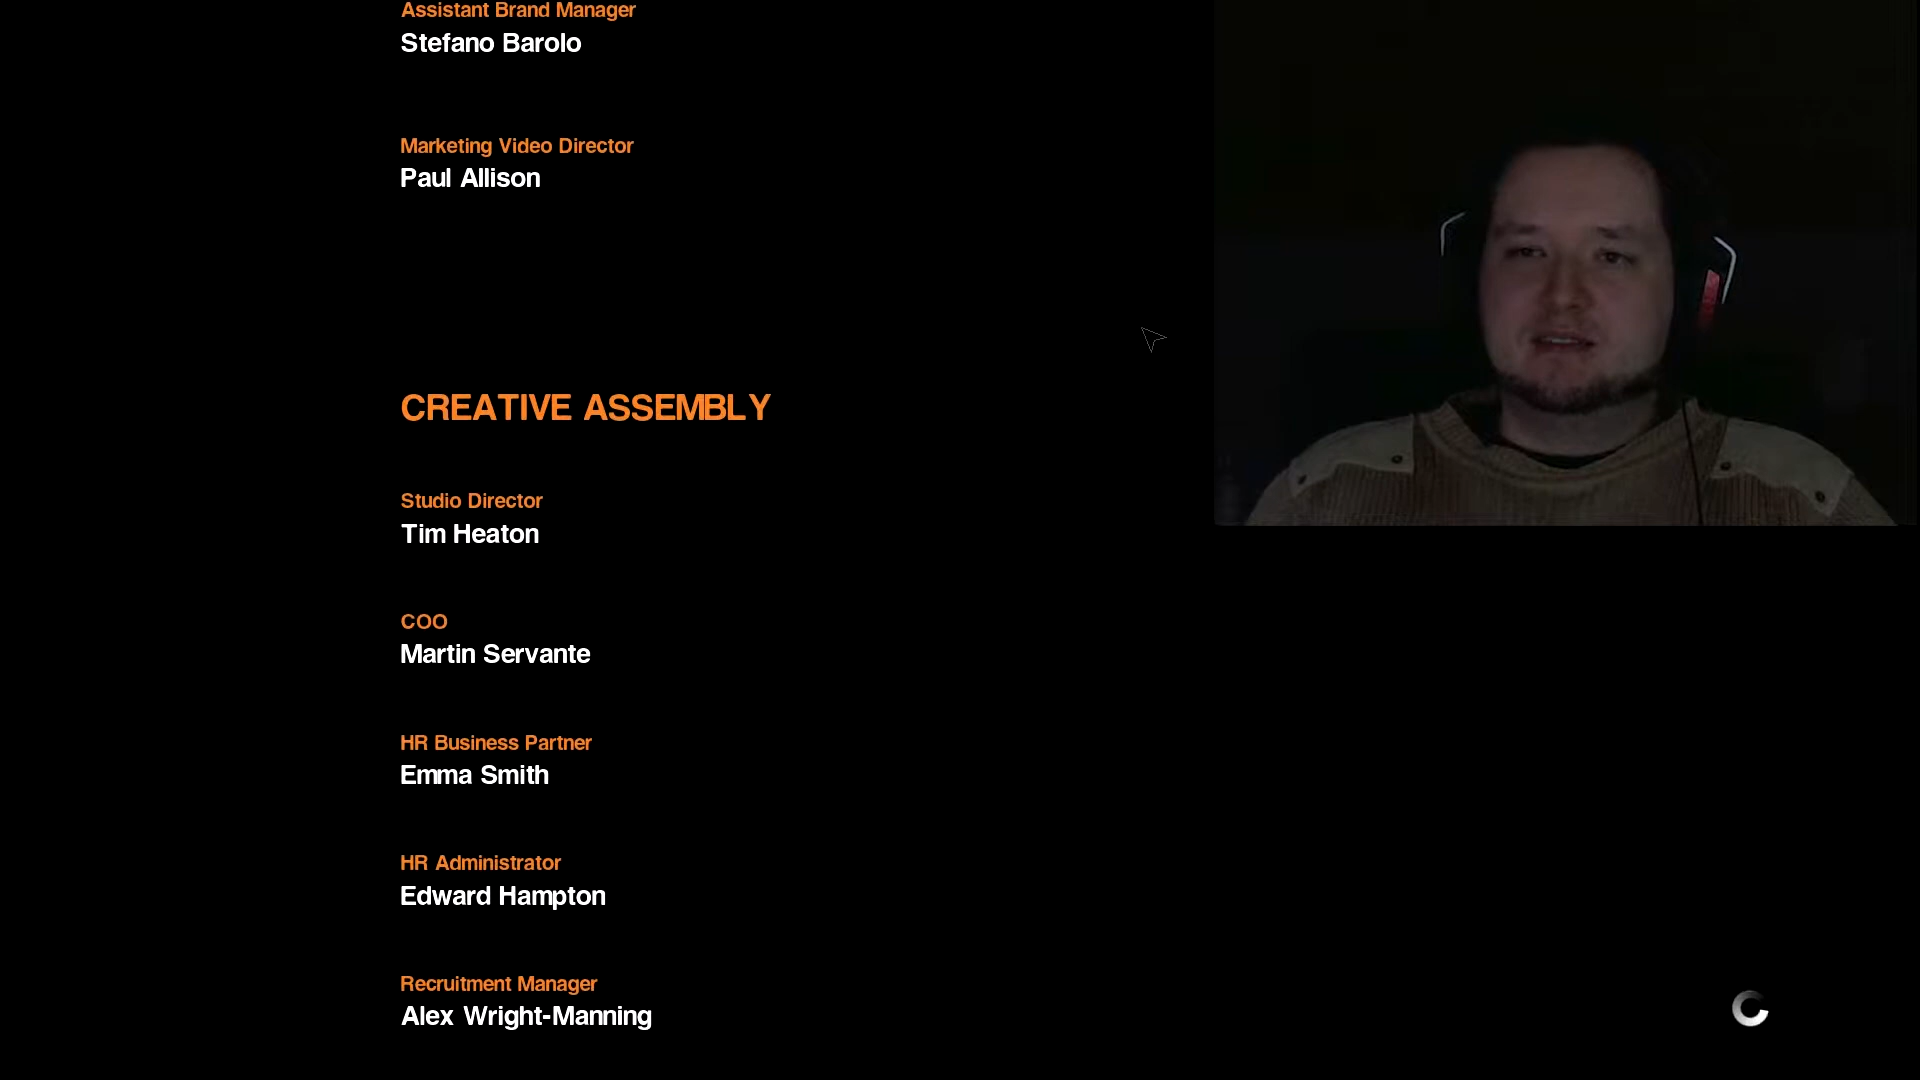 Assistant Brand Manager
Stefano Barolo
Marketing Video Director
Paul Allison
CREATIVE ASSEMBLY
Studio Director
Tim Heaton
COO
Martin Servante
HR Business Partner
Emma Smith
HR Administrator
Edward Hampton
Recruitment Manager
Alex Wright-Manning